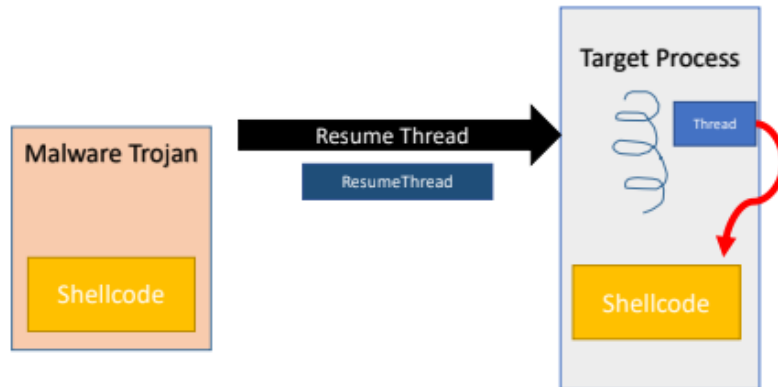 Target Process
Thread
Resume Thread
ResumeThread
Malware Trojan
Shellcode
Shellcode